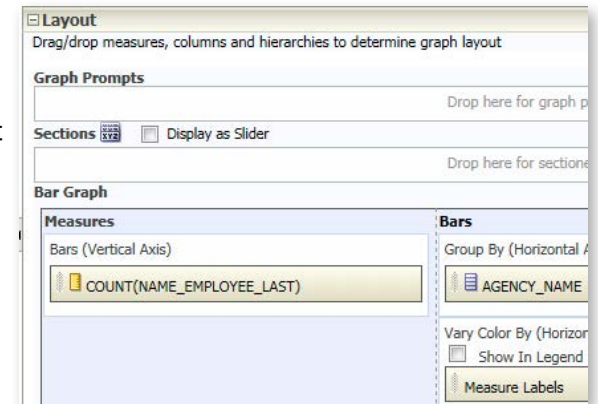 Layout
Drag/drop measures, columns and hierarchies to determine graph layout
Graph Prompts
Drop here for graph
Sections Display as Slider
Drop here for
Bar Graph
Measures Bars
Bars (Vertical Axis) Group By (Horizontal
COUNT(NAME_EMPLOYEE_LAST) AGENCY_NAME
Vary Color By
Show In Legend
Measure Labels